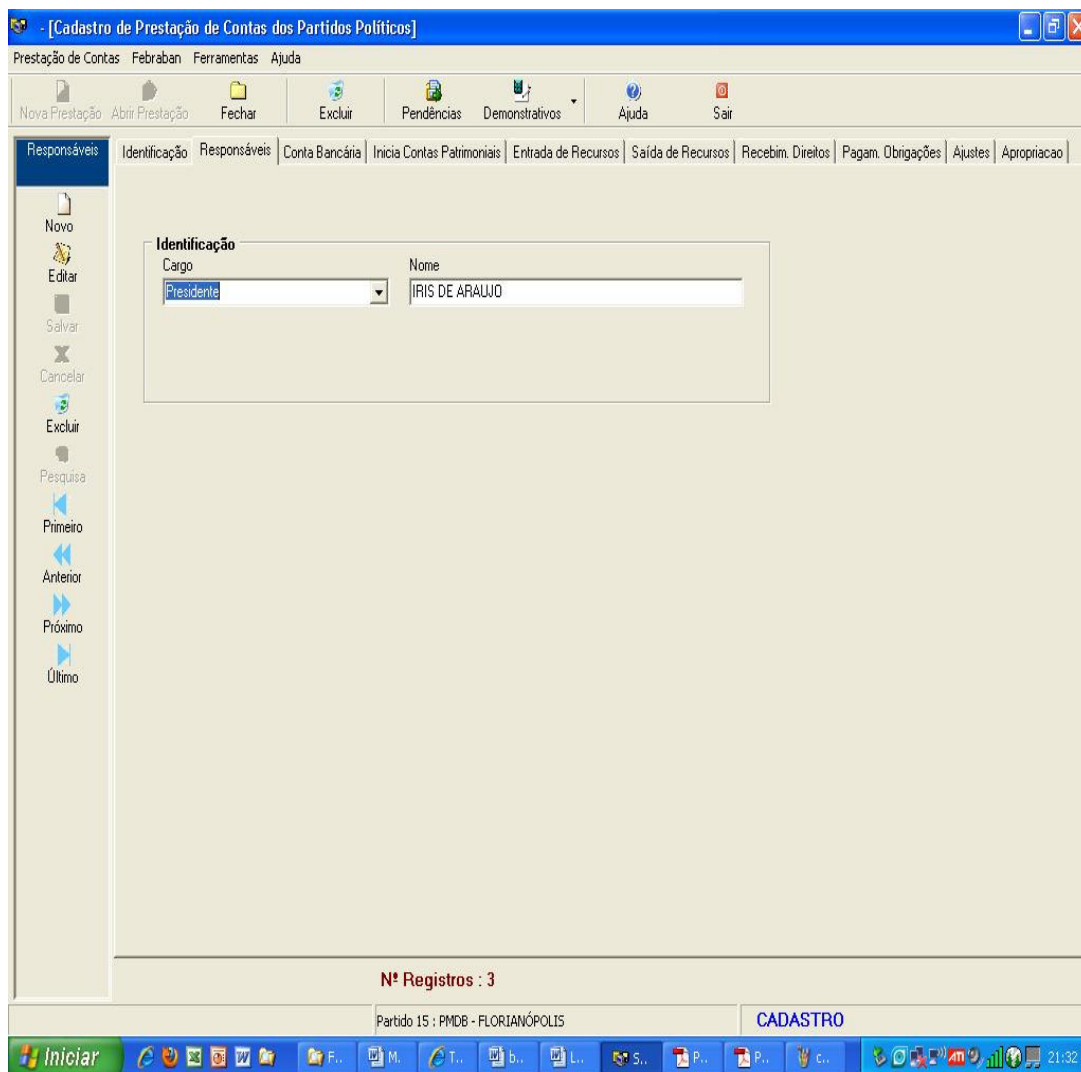 - [Cadastro de Prestação de Contas dos Partidos Políticos]
Prestação de Contas Febraban Ferramentas Ajuda
Nova Prestação Abrir Prestação Fechar Excluir Pendências Demonstrativos Ajuda Sair
Responsáveis
Identificação Responsáveis Conta Bancária Inicia Contas Patrimoniais Entrada de Recursos Saída de Recursos Recebim. Direitos Pagam. Obrigações Ajustes Apropriacao
Novo
Editar
Salvar
Cancelar
Excluir
Pesquisa
Primeiro
Anterior
Próximo
Último
Identificação
Cargo Nome
Presidente IRIS DE ARAUJO
Nº Registros : 3
Partido 15 : PMDB - FLORIANÓPOLIS CADASTRO
Iniciar F.. M. T.. b.. L.. S.. P.. P.. c.. 21:32